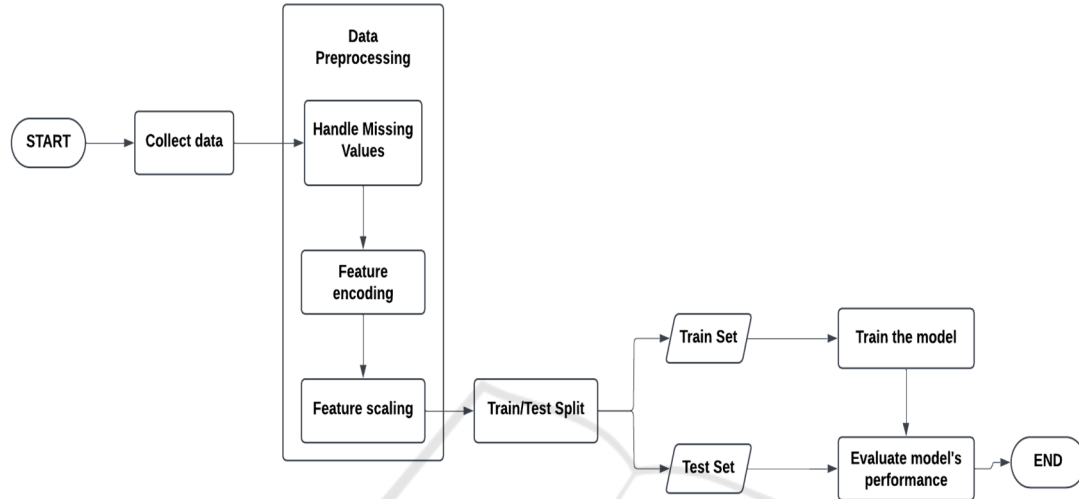 START
Collect data
Data
Preprocessing
Handle Missing
Values
Feature
encoding
Feature scaling
Train/Test Split
Train Set
Train the model
Test Set
Evaluate model's
performance
END